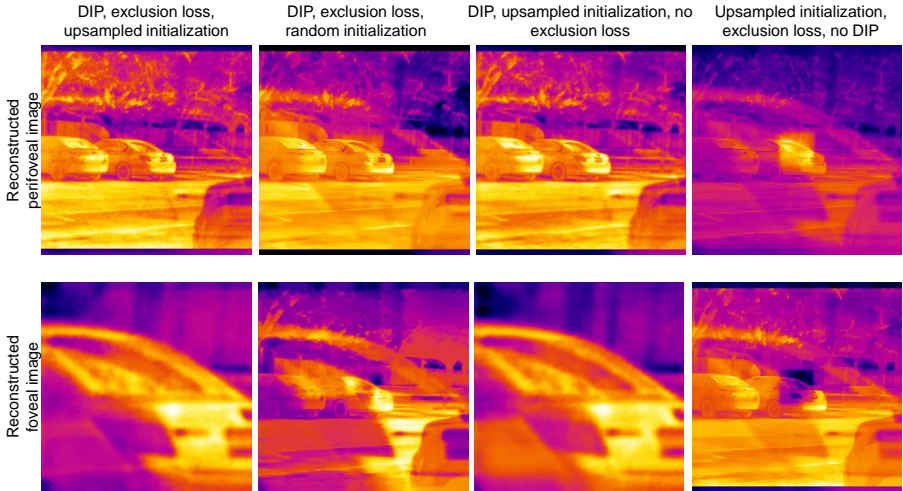 DIP, exclusion loss,
upsampled initialization
DIP, exclusion loss,
random initialization
DIP, upsampled initialization, no
exclusion loss
Upsampled initialization,
exclusion loss, no DIP
Reconstructed
perifoveal image
Reconstructed
foveal image